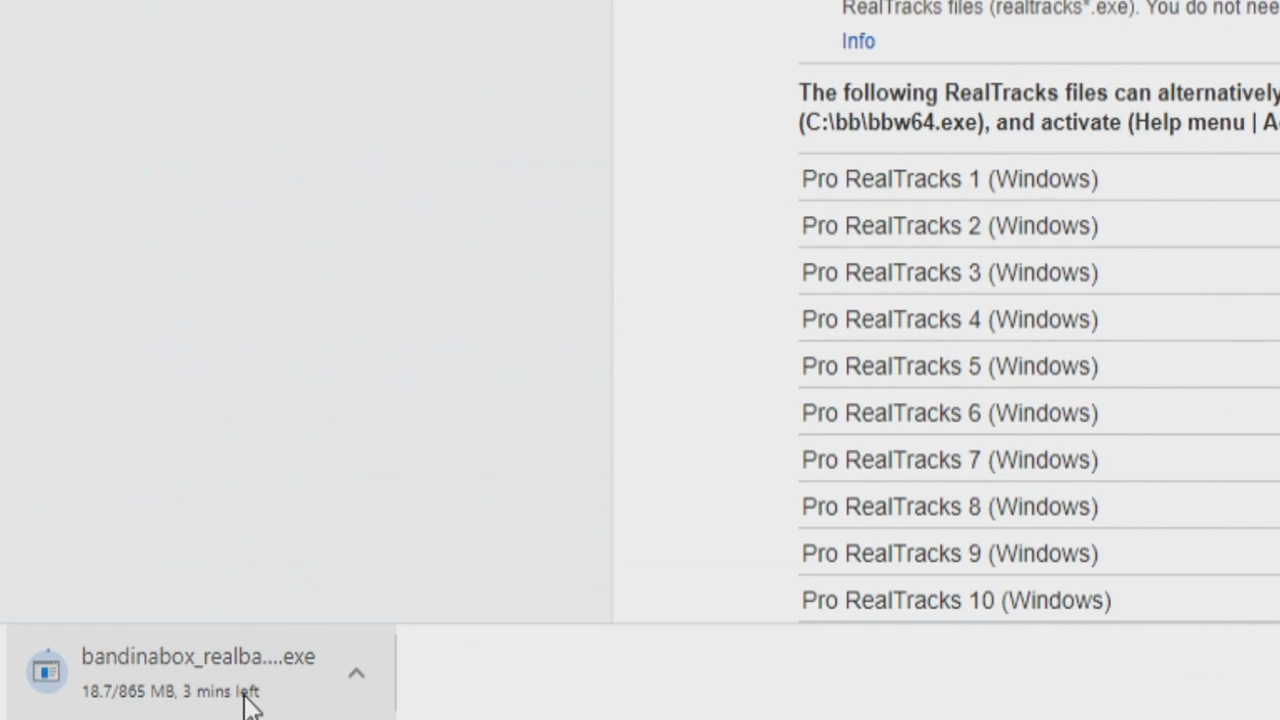 RealTracks files (realtracks*.exe). You do not nee
Info
The following RealTracks files can alternatively
(C:\bb\bbw64.exe), and activate (Help menu | A
Pro RealTracks 1 (Windows)
Pro RealTracks 2 (Windows)
Pro RealTracks 3 (Windows)
Pro RealTracks 4 (Windows)
Pro RealTracks 5 (Windows)
Pro RealTracks 6 (Windows)
Pro RealTracks 7 (Windows)
Pro RealTracks 8 (Windows)
Pro RealTracks 9 (Windows)
Pro RealTracks 10 (Windows)
bandinabox_realba....exe
18.7/865 MB, 3 mins left